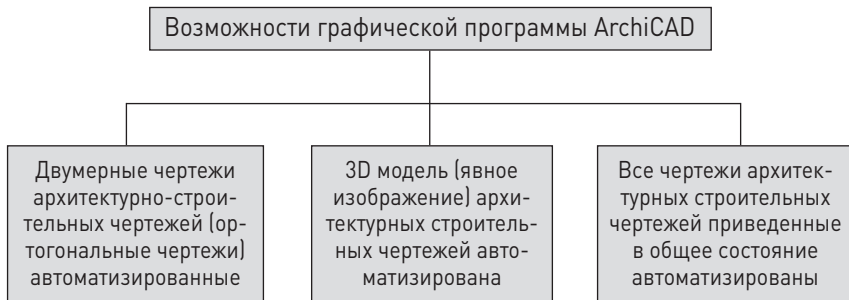 Возможности графической программы ArchiCAD
Двумерные чертежи
архитектурно-строи-
тельных чертежей (ор-
тогональные чертежи)
автоматизированные
3D модель (явное
изображение) архи-
тектурных строитель-
ных чертежей авто-
матизирована
Все чертежи архитек-
турных строительных
чертежей приведенные
в общее состояние
автоматизированы